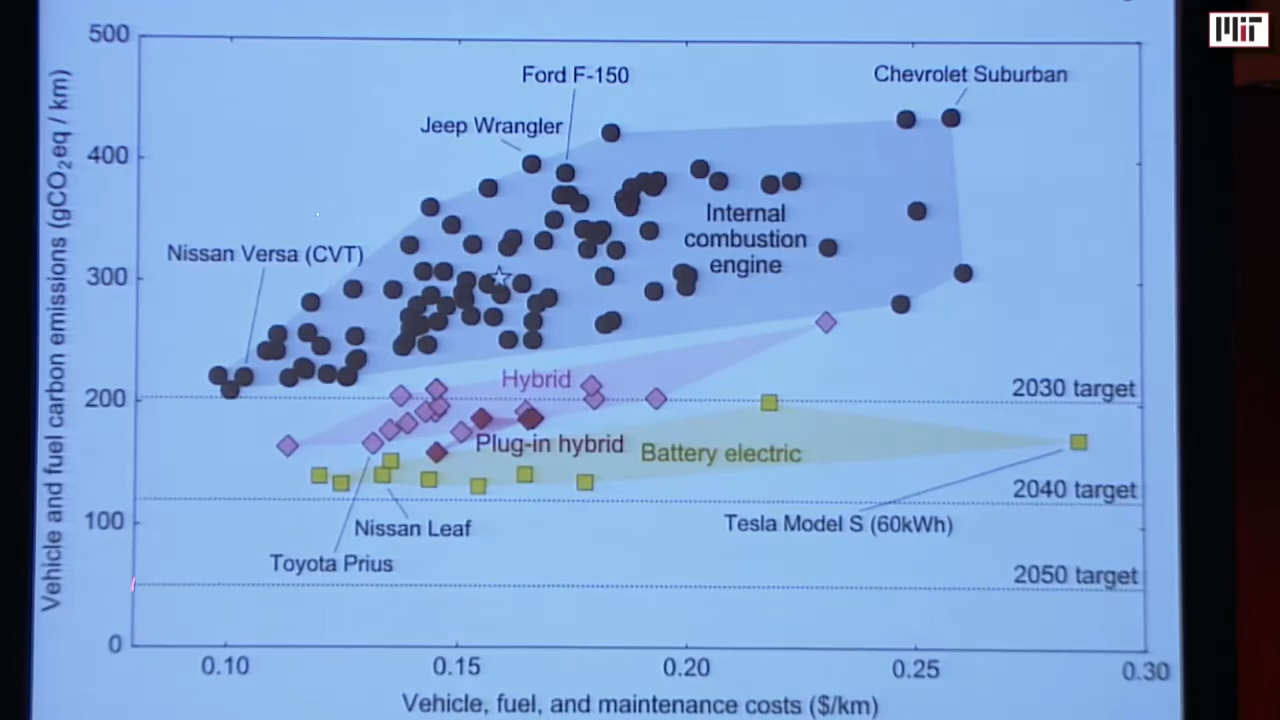 MIT
500
Ford F-150
Chevrolet Suburban
Jeep Wrangler
400
Internal
combustion
engine
Nissan Versa (CVT)
300
Hybrid
2030 target
200
Plug-in hybrid
Battery electric
2040 target
100
Nissan Leaf
Tesla Model S (60kWh)
Toyota Prius
2050 target
0
0.10
0.15
0.20
0.25
0.30
Vehicle, fuel, and maintenance costs ($/km)
Vehicle and fuel carbon emissions (gCO₂eq / km)